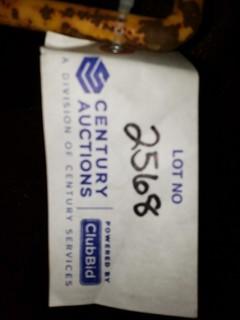 LOT NO
2568
CENTURY
AUCTIONS
POWERED BY
ClubBid
A DIVISION OF CENTURY SERVICES